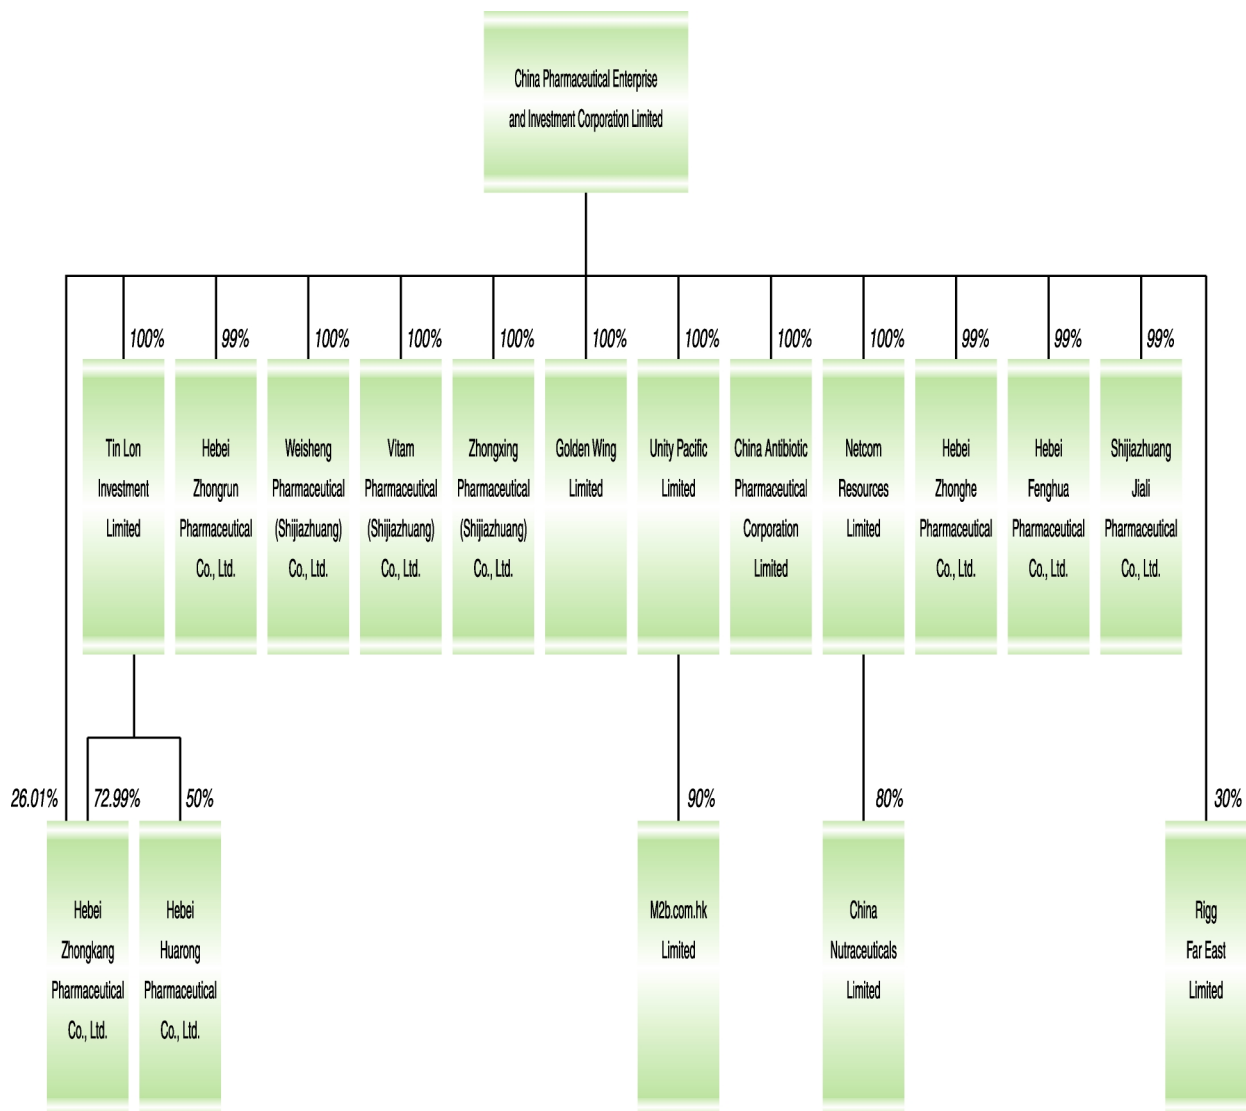 China Pharmaceutical Enterprise
and Investment Corporation Limited
100%
99%
100%
100%
100%
100%
100%
100%
100%
99%
99%
99%
Tin Lon
Investment
Limited
Hebei
Zhongrun
Pharmaceutical
Co., Ltd.
Weisheng
Pharmaceutical
(Shijiazhuang)
Co., Ltd.
Vitam
Pharmaceutical
(Shijiazhuang)
Co., Ltd.
Zhongxing
Pharmaceutical
(Shijiazhuang)
Co., Ltd.
Golden Wing
Limited
Unity Pacific
Limited
China Antibiotic
Pharmaceutical
Corporation
Limited
Netcom
Resources
Limited
Hebei
Zhonghe
Pharmaceutical
Co., Ltd.
Hebei
Fenghua
Pharmaceutical
Co., Ltd.
Shijiazhuang
Jiali
Pharmaceutical
Co., Ltd.
26.01%
72.99%
50%
90%
80%
30%
Hebei
Zhongkang
Pharmaceutical
Co., Ltd.
Hebei
Huarong
Pharmaceutical
Co., Ltd.
M2b.com.hk
Limited
China
Nutraceuticals
Limited
Rigg
Far East
Limited